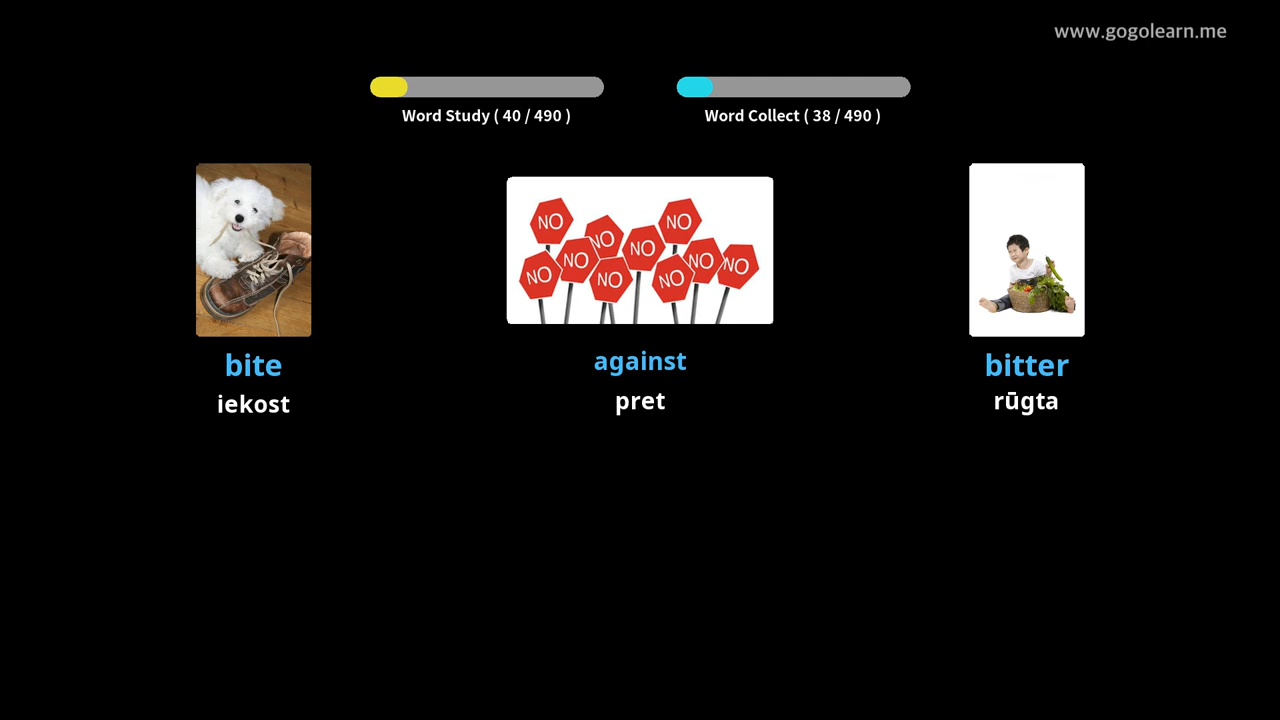 www.gogolearn.me
Word Study ( 40 / 490 )
Word Collect ( 38 / 490 )
NO
NO
NO
NO
NO
NO
NO
NO
NO
NO
bite
against
bitter
iekost
pret
rūgta